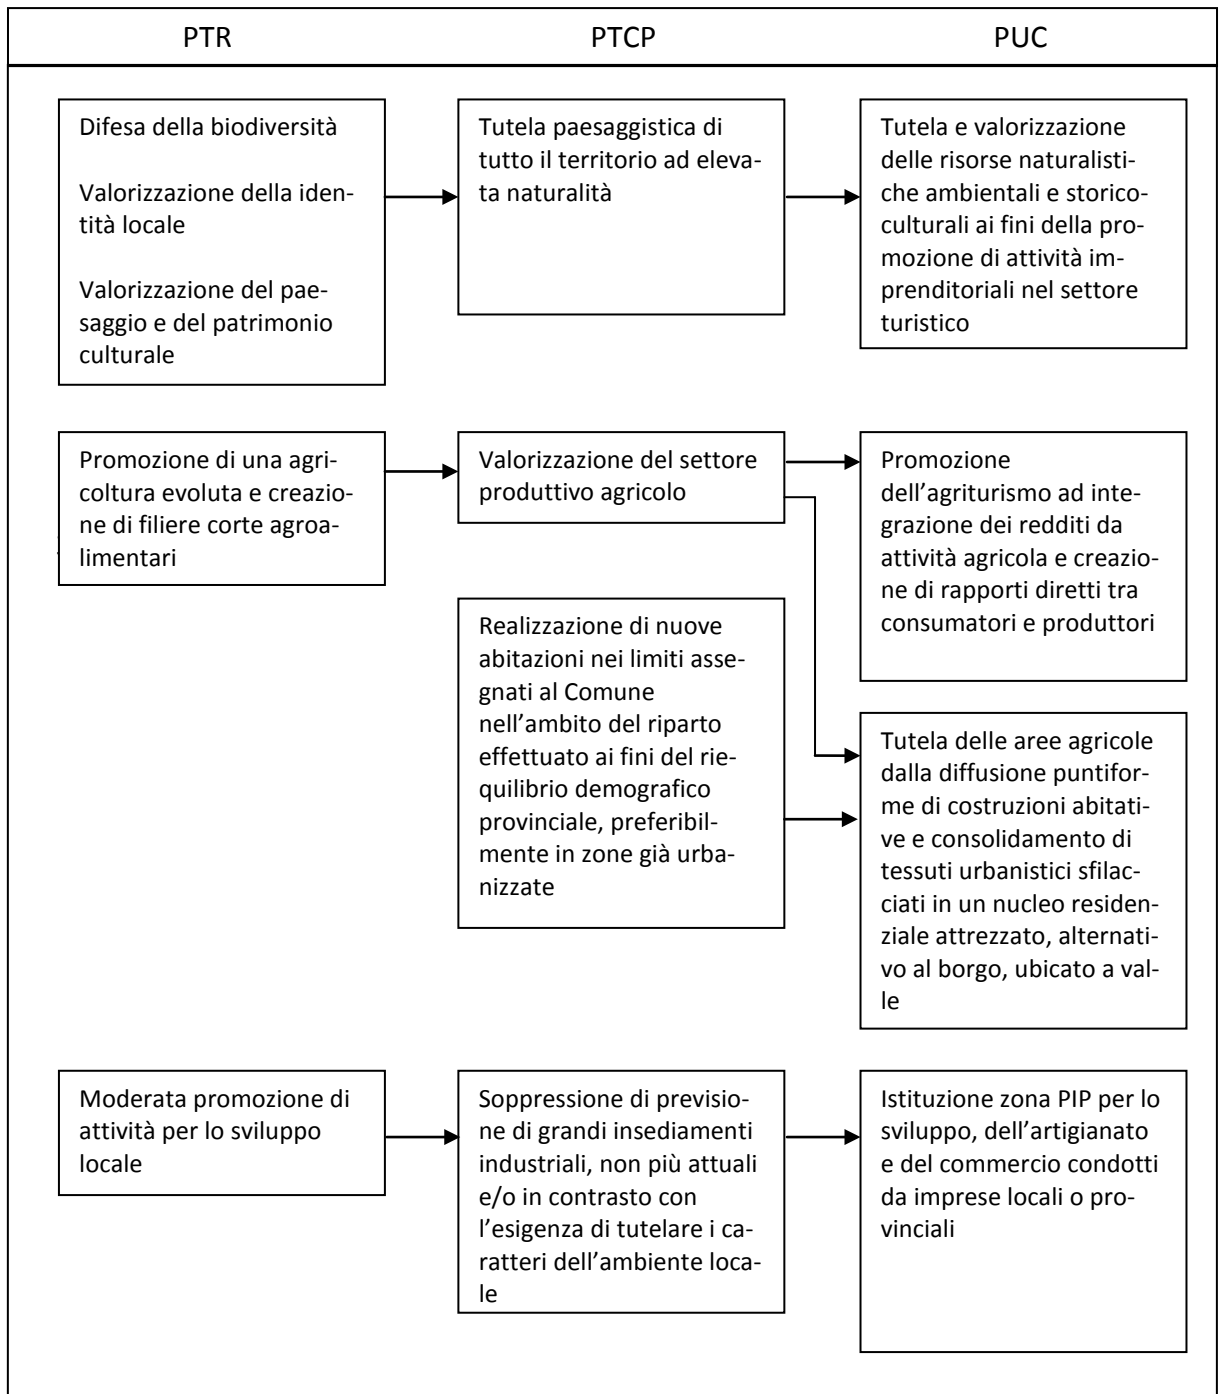 PTR
PTCP
PUC
Difesa della biodiversità
Valorizzazione della iden-
tità locale
Valorizzazione del pae-
saggio e del patrimonio
culturale
Tutela paesaggistica di
tutto il territorio ad eleva-
ta naturalità
Tutela e valorizzazione
delle risorse naturalisti-
che ambientali e storico-
culturali ai fini della pro-
mozione di attività im-
prenditoriali nel settore
turistico
Promozione di una agri-
coltura evoluta e creazio-
ne di filiere corte agroa-
limentari
Valorizzazione del settore
produttivo agricolo
Promozione
dell’agriturismo ad inte-
grazione dei redditi da
attività agricola e creazio-
ne di rapporti diretti tra
consumatori e produttori
Realizzazione di nuove
abitazioni nei limiti asse-
gnati al Comune
nell’ambito del riparto
effettuato ai fini del rie-
quilibrio demografico
provinciale, preferibil-
mente in zone già urba-
nizzate
Tutela delle aree agricole
dalla diffusione puntifor-
me di costruzioni abitati-
ve e consolidamento di
tessuti urbanistici sfilac-
ciati in un nucleo residen-
ziale attrezzato, alternati-
vo al borgo, ubicato a val-
le
Moderata promozione di
attività per lo sviluppo
locale
Soppressione di previsio-
ne di grandi insediamenti
industriali, non più attuali
e/o in contrasto con
l’esigenza di tutelare i ca-
ratteri dell’ambiente loca-
le
Istituzione zona PIP per lo
sviluppo, dell’artigianato
e del commercio condotti
da imprese locali o pro-
vinciali